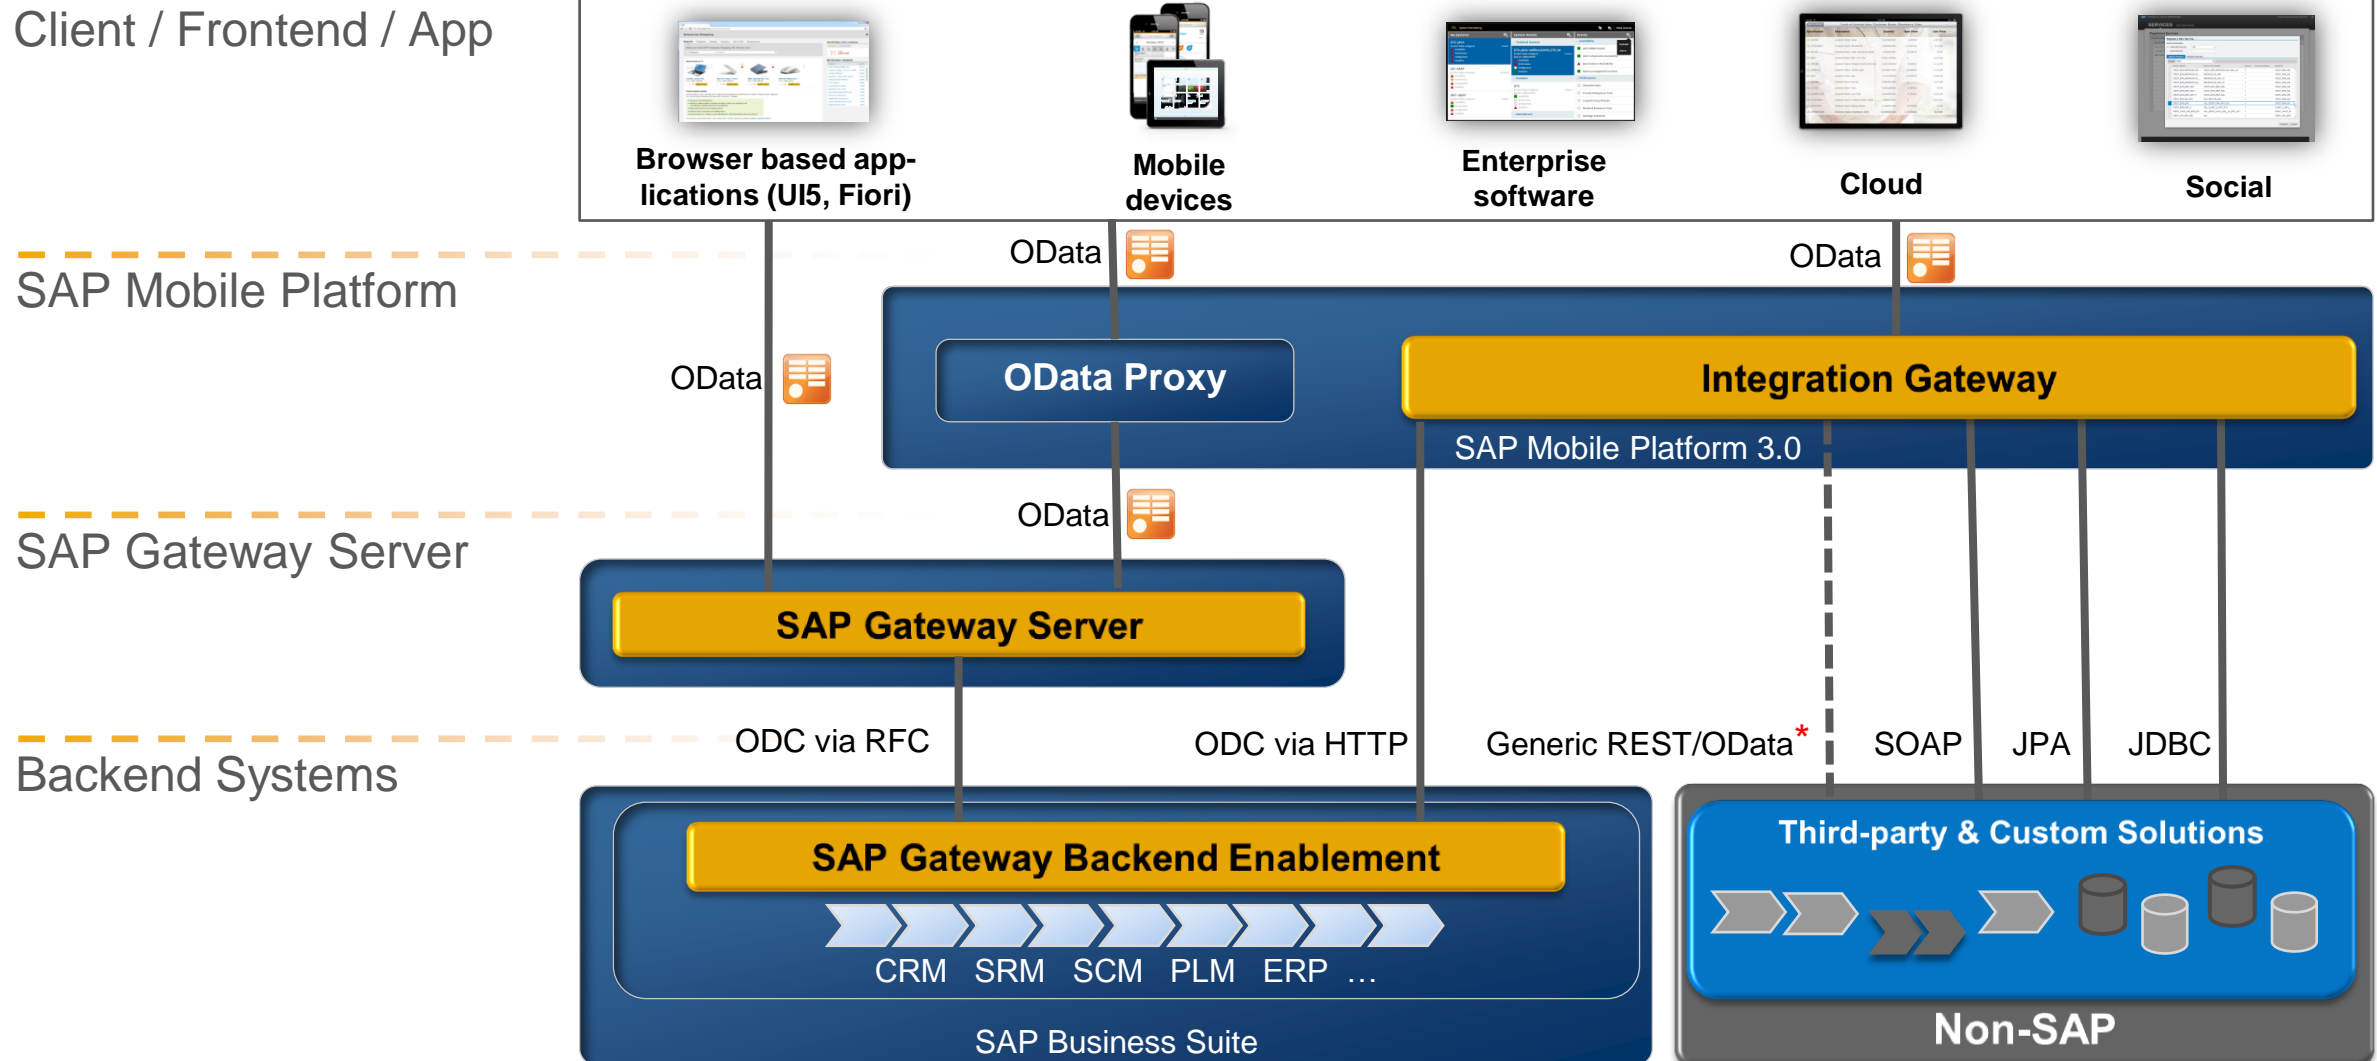 Client / Frontend / App
Browser based app-
lications (UI5, Fiori)
Mobile
devices
Enterprise
software
Cloud
Social
OData
OData
SAP Mobile Platform
OData
OData Proxy
Integration Gateway
SAP Mobile Platform 3.0
OData
SAP Gateway Server
SAP Gateway Server
ODC via RFC
ODC via HTTP
Generic REST/OData*
SOAP
JPA
JDBC
Backend Systems
SAP Gateway Backend Enablement
CRM SRM SCM PLM ERP …
SAP Business Suite
Third-party & Custom Solutions
Non-SAP